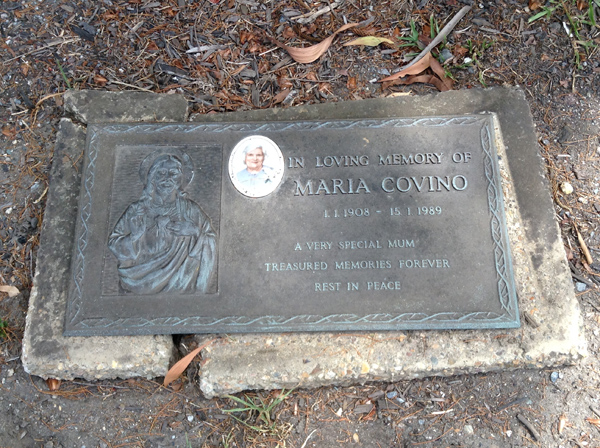 IN LOVING MEMORY OF
MARIA COVINO
1.1.1908 - 15.1.1989
A VERY SPECIAL MUM
TREASURED MEMORIES FOREVER
REST IN PEACE